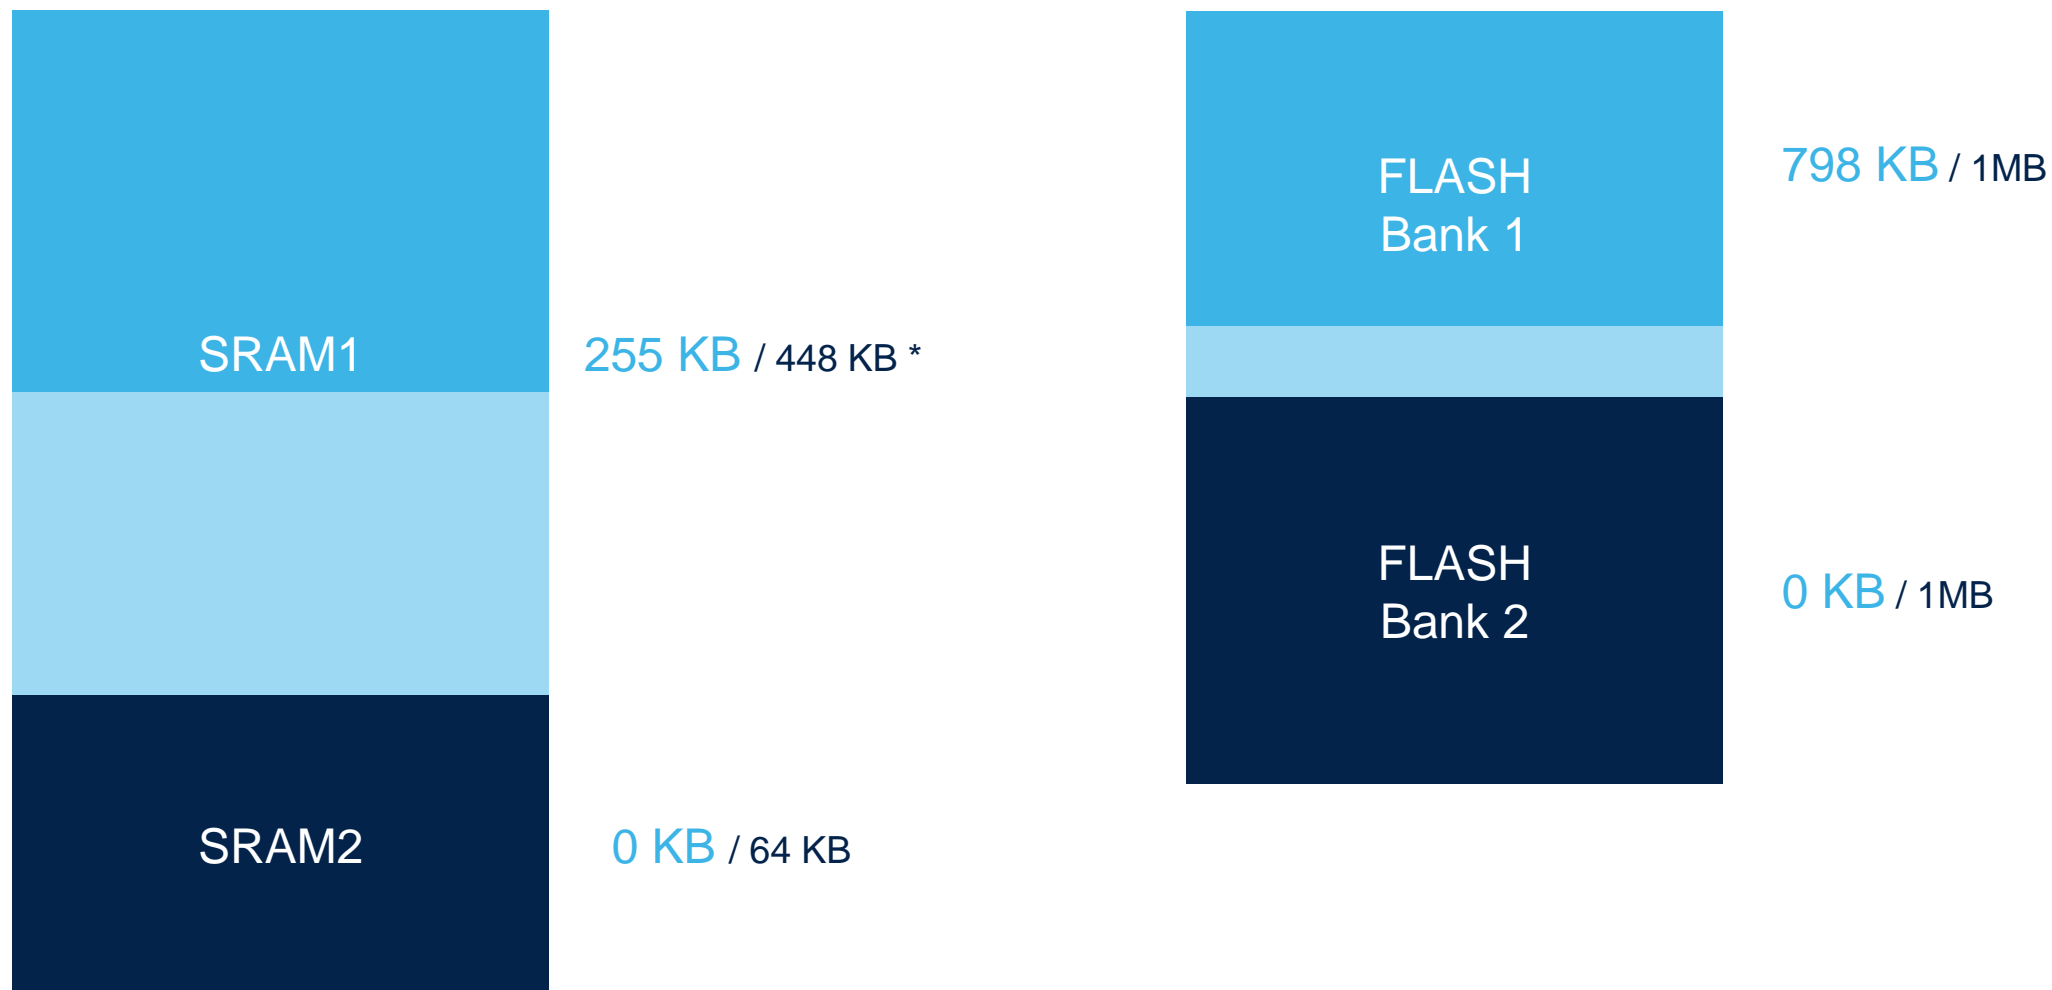 SRAM1
255 KB / 448 KB *
SRAM2
0 KB / 64 KB
FLASH
Bank 1
798 KB / 1MB
FLASH
Bank 2
0 KB / 1MB